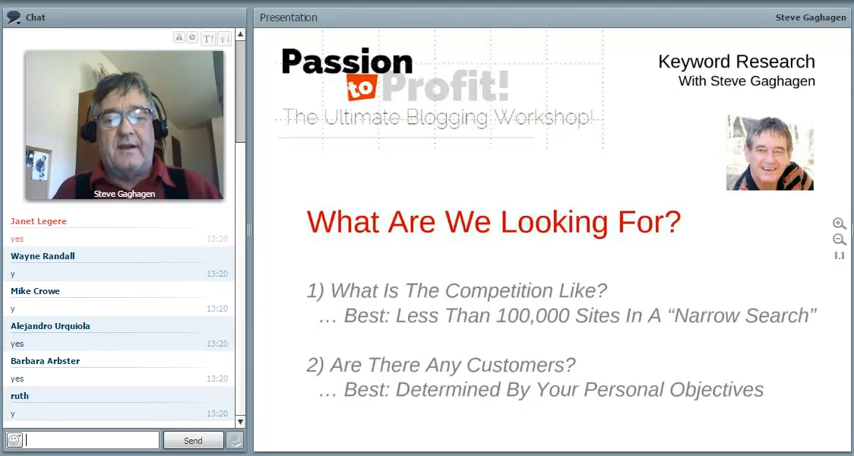 Chat
Presentation
Steve Gaghagen
T
Steve Gaghagen
Janet Legere
yes
13:20
Wayne Randall
y
13:20
Mike Crowe
y
13:20
Alejandro Urquiola
yes
13:20
Barbara Arbster
yes
13:20
ruth
y
13:20
Send
Passion
to Profit!
The Ultimate Blogging Workshop!
Keyword Research
With Steve Gaghagen
What Are We Looking For?
1) What Is The Competition Like?
… Best: Less Than 100,000 Sites In A “Narrow Search”
2) Are There Any Customers?
… Best: Determined By Your Personal Objectives
1.1